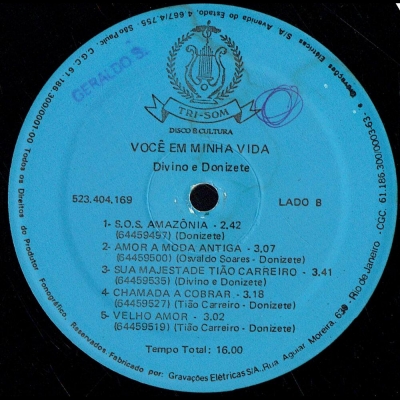 GERALDO S.
TRI-SOM
DISCO É CULTURA
VOCÊ EM MINHA VIDA
Divino e Donizete
523.404.169
LADO B
1- S.O.S. AMAZÔNIA - 2,42
(64459497) (Donizete)
2- AMOR A MODA ANTIGA - 3,07
(64459500) (Osvaldo Soares - Donizete)
3- SUA MAJESTADE TIÃO CARREIRO - 3,41
(64459535) (Divino e Donizete)
4- CHAMADA A COBRAR - 3.18
(64459527) (Tião Carreiro - Donizete)
5- VELHO AMOR - 3.02
(64459519) (Tião Carreiro - Donizete)
Tempo Total: 16.00
Gravações Elétricas S/A, Avenida do Estado, 4.667/4.755 - São Paulo; C.G.C. 61.186.300/0001-00 Todos os Direitos do Produtor Fonográfico, Reservados Fabricado por: Gravações Elétricas S/A., Rua Aguiar Moreira, - Rio de Janeiro - CGC. 61.186.300/0003-63 e